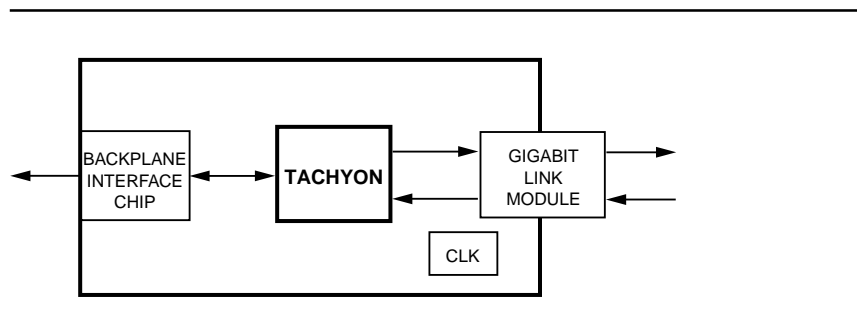 BACKPLANE
INTERFACE
CHIP
TACHYON
GIGABIT
LINK
MODULE
CLK